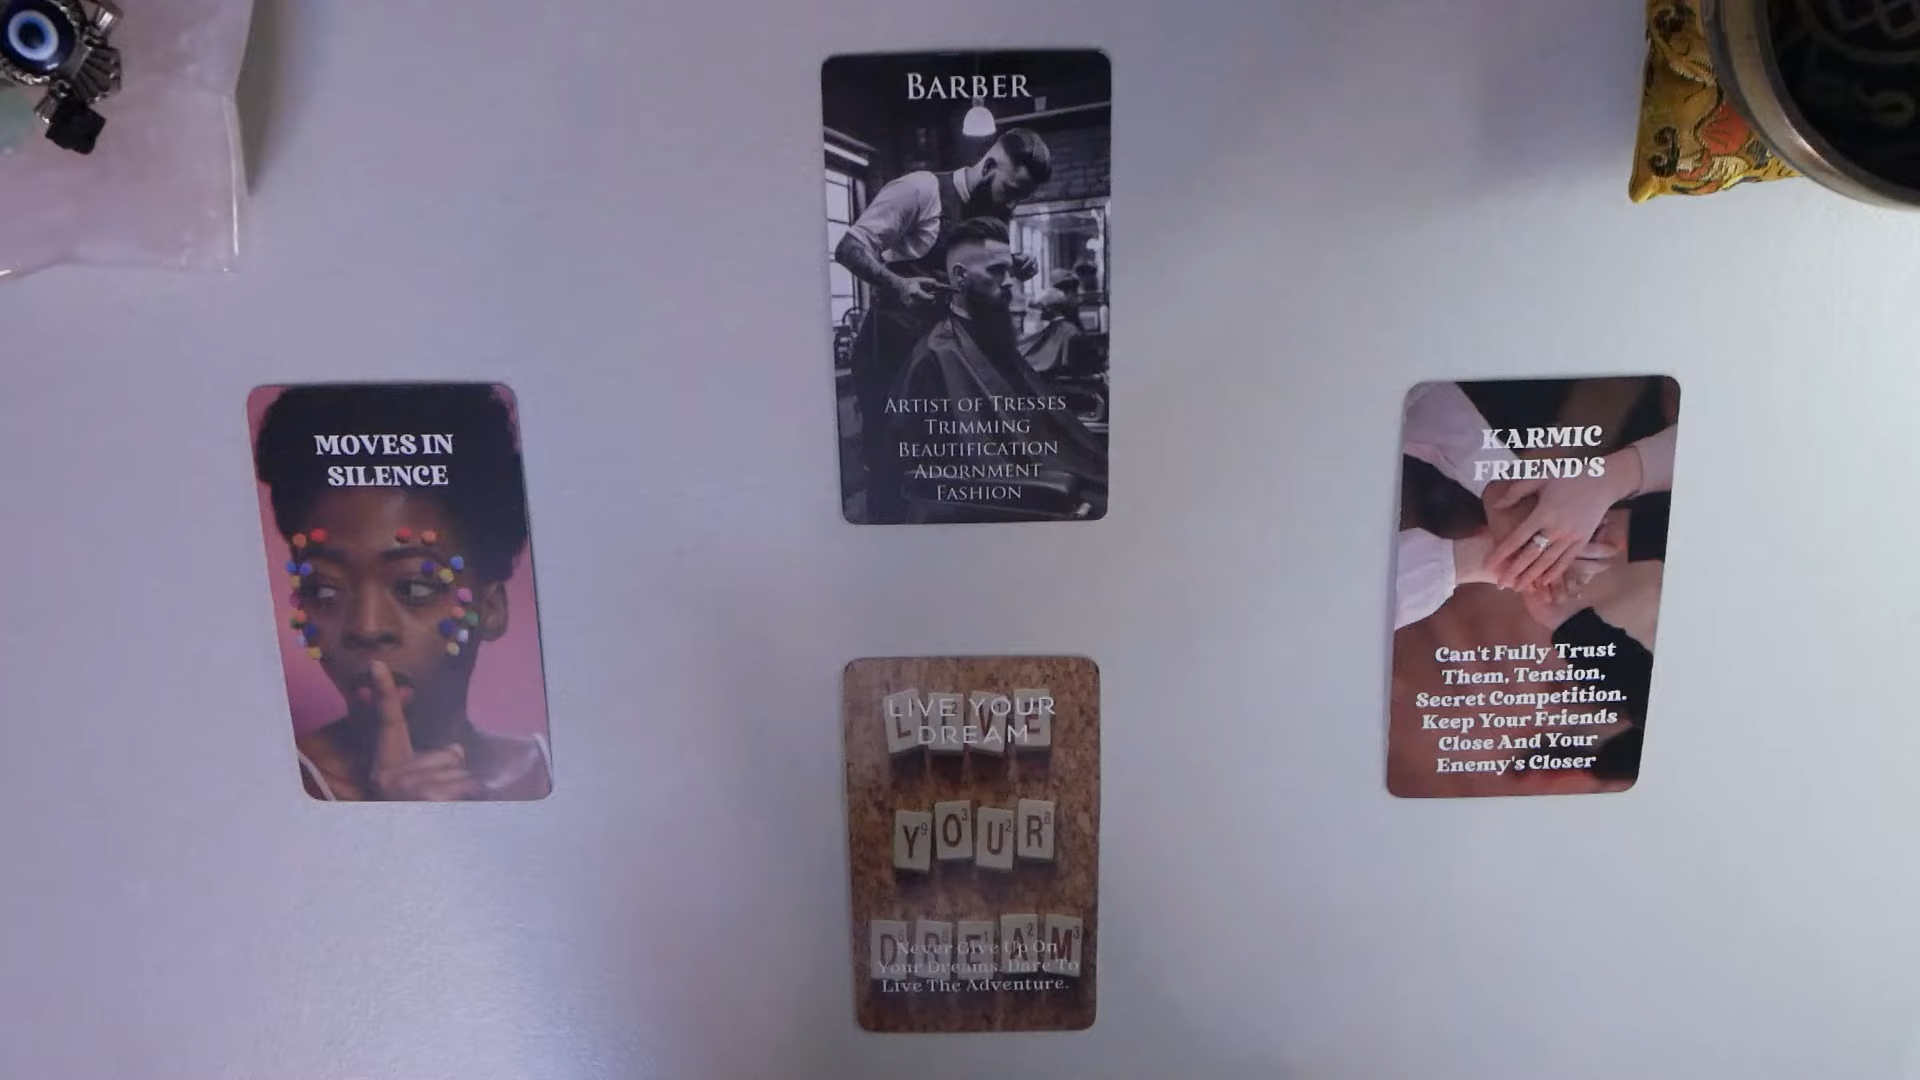 BARBER
ARTIST OF TRESSES
TRIMMING
BEAUTIFICATION
ADORNMENT
FASHION
MOVES IN
SILENCE
KARMIC
FRIEND'S
Can't Fully Trust
Them, Tension,
Secret Competition.
Keep Your Friends
Close And Your
Enemy's Closer
LIVE YOUR
DREAM
LIVE
YOUR
DREAM
Never Give Up On
Your Dreams. Dare To
Live The Adventure.